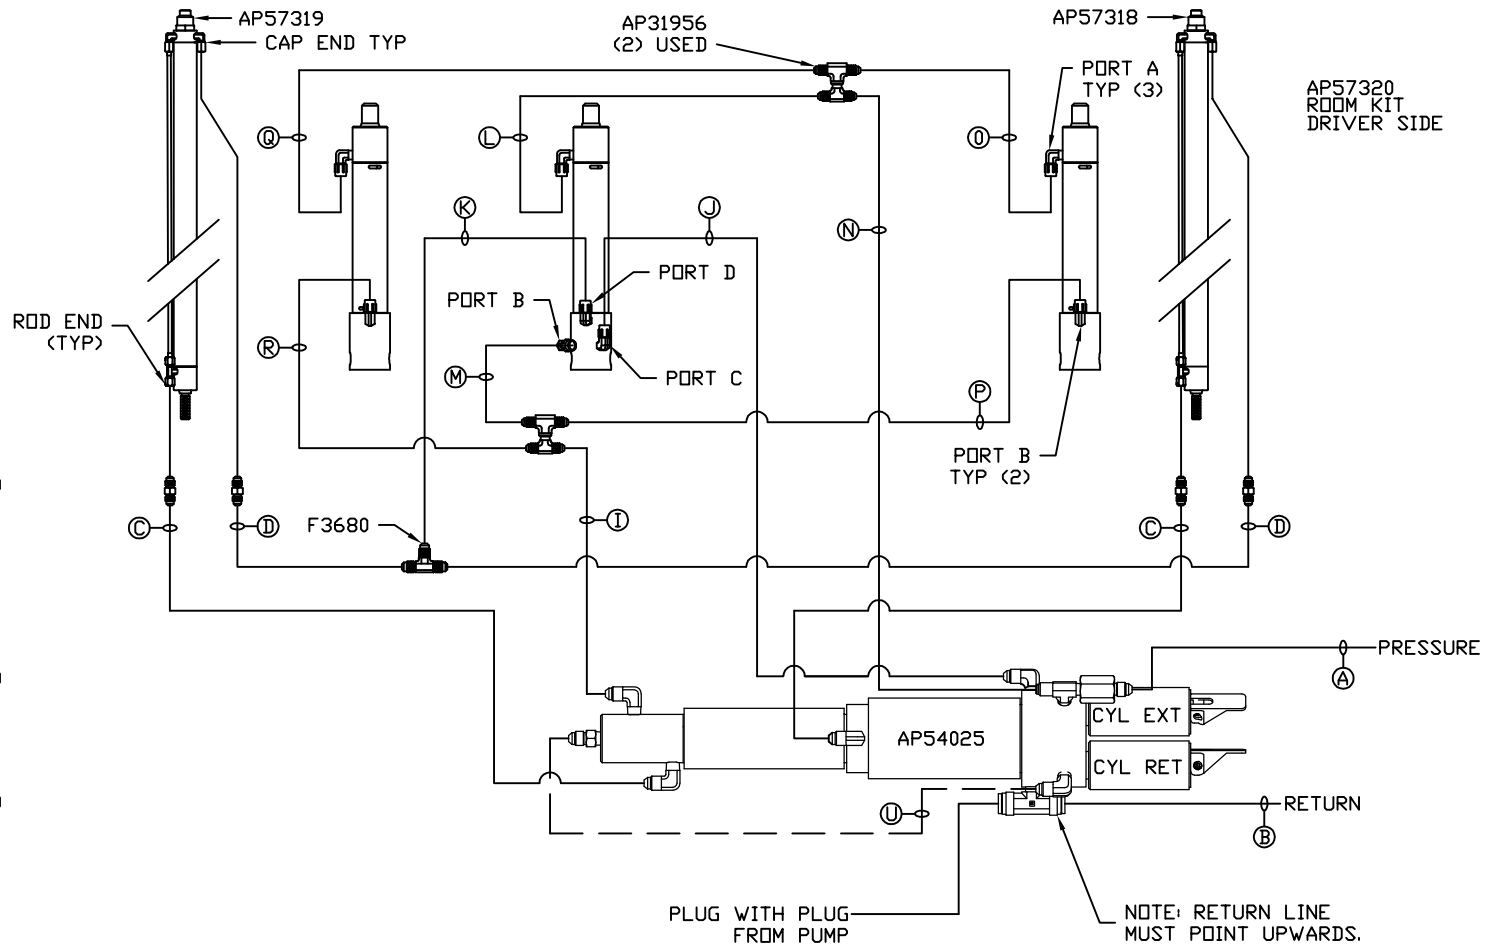 AP57319
CAP END TYP
AP31956
(2) USED
AP57318
PORT A
TYP (3)
AP57320
ROOM KIT
DRIVER SIDE
Q
L
O
K
J
N
PORT D
PORT B
ROD END
(TYP)
R
M
PORT C
P
PORT B
TYP (2)
C
D
F3680
I
C
D
PRESSURE
A
CYL EXT
AP54025
CYL RET
U
RETURN
B
PLUG WITH PLUG
FROM PUMP
NOTE: RETURN LINE
MUST POINT UPWARDS.